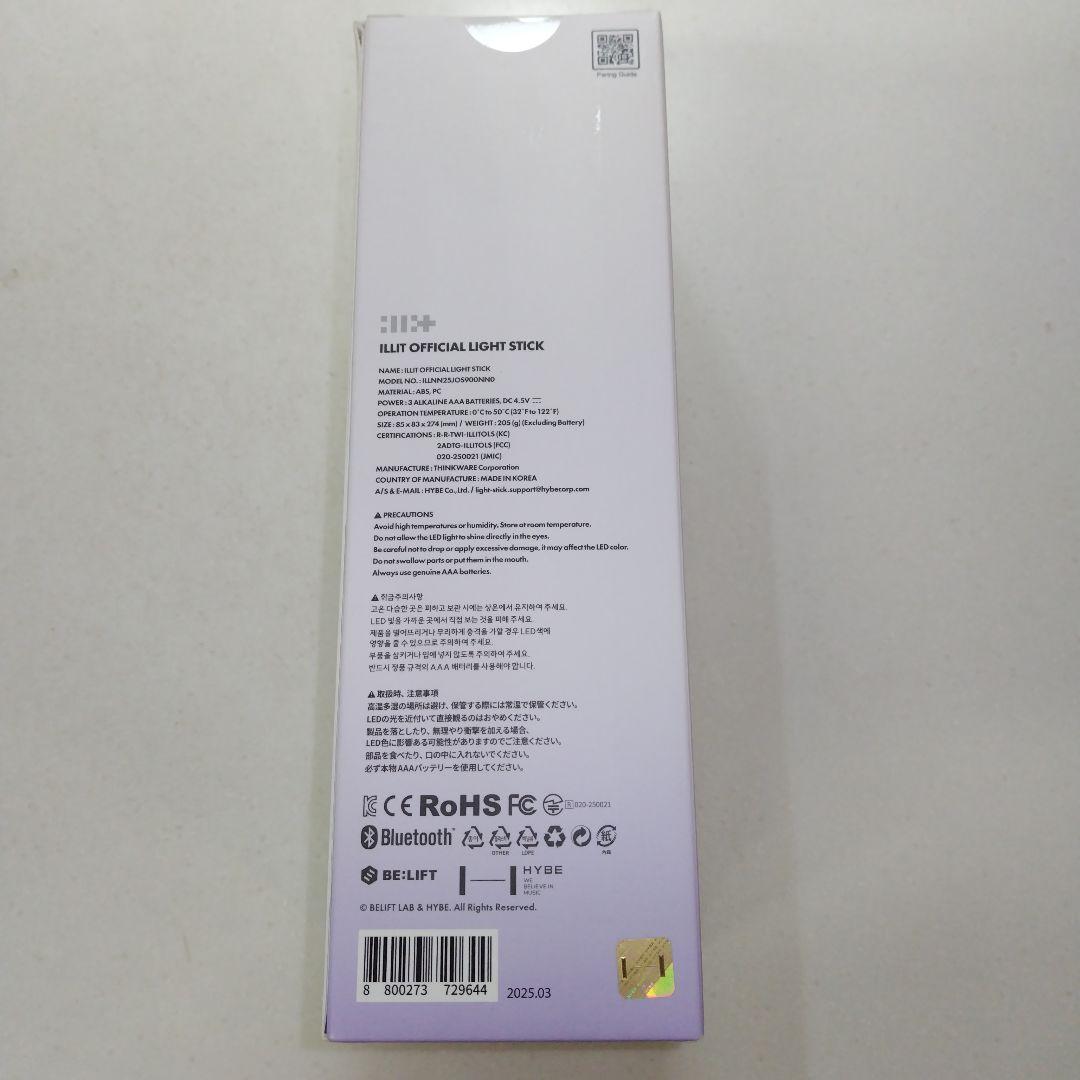 Paring Guide
ILLIT OFFICIAL LIGHT STICK
NAME : ILLIT OFFICIAL LIGHT STICK
MODEL NO. : ILLNN25JOS900NN0
MATERIAL : ABS, PC
POWER : 3 ALKALINE AAA BATTERIES, DC 4.5V
OPERATION TEMPERATURE : 0°C to 50°C (32°F to 122°F)
SIZE : 85 x 83 x 274 (mm) / WEIGHT : 205 (g) (Excluding Battery)
CERTIFICATIONS : R-R-TWI-ILLITOLS (KC)
2ADTG-ILLITOLS (FCC)
020-250021 (JMIC)
MANUFACTURE : THINKWARE Corporation
COUNTRY OF MANUFACTURE : MADE IN KOREA
A/S & E-MAIL : HYBE Co., Ltd. / light-stick.support@hybecorp.com
⚠ PRECAUTIONS
Avoid high temperatures or humidity. Store at room temperature.
Do not allow the LED light to shine directly in the eyes.
Be careful not to drop or apply excessive damage, it may affect the LED color.
Do not swallow parts or put them in the mouth.
Always use genuine AAA batteries.
⚠ 취급주의사항
고온 다습한 곳은 피하고 보관 시에는 상온에서 유지하여 주세요.
LED 빛을 가까운 곳에서 직접 보는 것을 피해 주세요.
제품을 떨어뜨리거나 무리하게 충격을 가할 경우 LED 색에
영향을 줄 수 있으므로 주의하여 주세요.
부품을 삼키거나 입에 넣지 않도록 주의하여 주세요.
반드시 정품 규격의 AAA 배터리를 사용해야 합니다.
⚠ 取扱時、注意事項
高温多湿の場所は避け、保管する際には常温で保管ください。
LEDの光を近付いて直接観るのはおやめください。
製品を落としたり、無理やり衝撃を加える場合、
LED色に影響ある可能性がありますのでご注意ください。
部品を食べたり、口の中に入れないでください。
必ず本物AAAバッテリーを使用してください。
CE RoHS FC R 020-250021
Bluetooth 종이 OTHER LDPE 紙 内箱
BE:LIFT HYBE
WE
BELIEVE IN
MUSIC
© BELIFT LAB & HYBE. All Rights Reserved.
8 800273 729644 2025.03